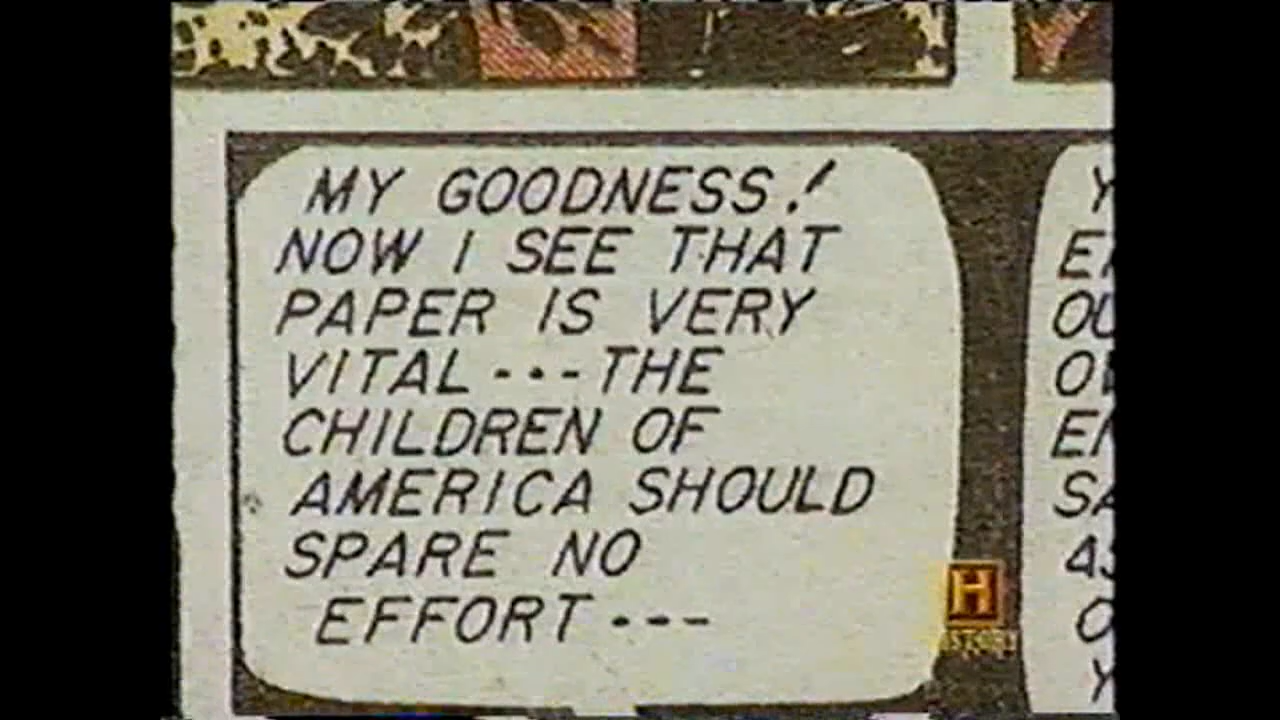 MY GOODNESS!
NOW I SEE THAT
PAPER IS VERY
VITAL---THE
CHILDREN OF
AMERICA SHOULD
SPARE NO
EFFORT---
H